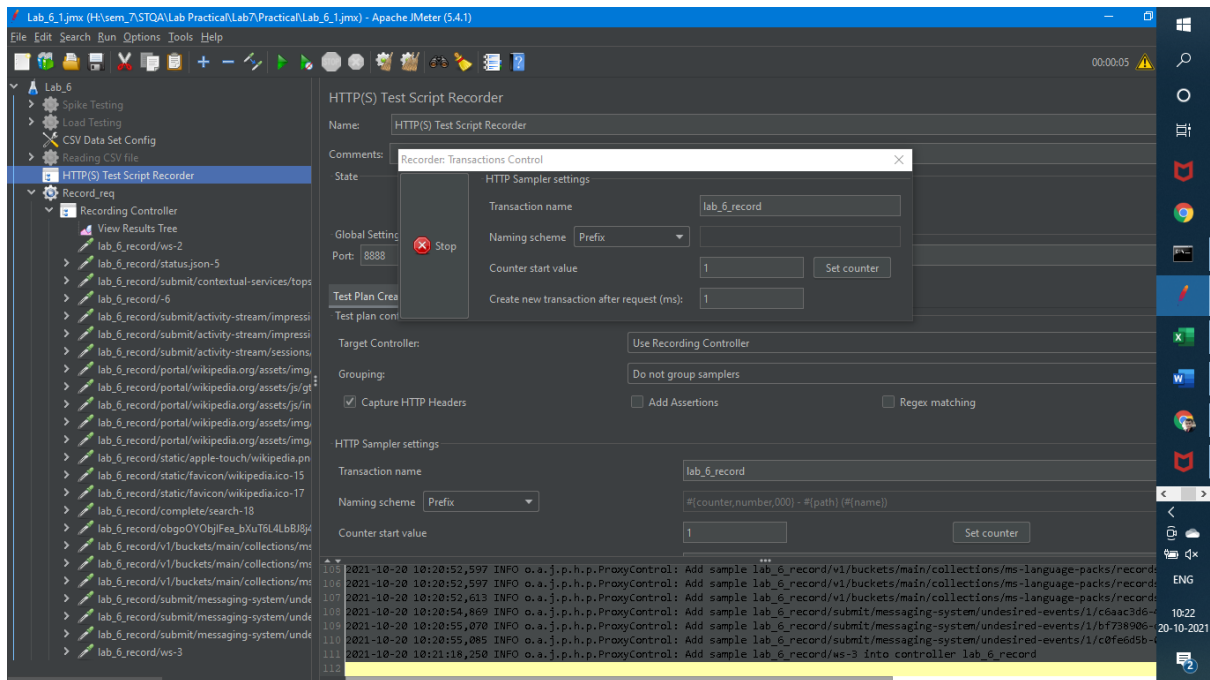 Lab_6_1.jmx (H:\sem_7\STQA\Lab Practical\Lab7\Practical\Lab_6_1.jmx) - Apache JMeter (5.4.1)
File Edit Search Run Options Tools Help
00:00:05
Lab_6
Spike Testing
Load Testing
CSV Data Set Config
Reading CSV file
HTTP(S) Test Script Recorder
Record_req
Recording Controller
View Results Tree
lab_6_record/ws-2
lab_6_record/status.json-5
lab_6_record/submit/contextual-services/tops
lab_6_record/-6
lab_6_record/submit/activity-stream/impressi
lab_6_record/submit/activity-stream/impressi
lab_6_record/submit/activity-stream/sessions/
lab_6_record/portal/wikipedia.org/assets/img/
lab_6_record/portal/wikipedia.org/assets/js/gt
lab_6_record/portal/wikipedia.org/assets/js/in
lab_6_record/portal/wikipedia.org/assets/img/
lab_6_record/portal/wikipedia.org/assets/img/
lab_6_record/static/apple-touch/wikipedia.pn
lab_6_record/static/favicon/wikipedia.ico-15
lab_6_record/static/favicon/wikipedia.ico-17
lab_6_record/complete/search-18
lab_6_record/v1/buckets/main/collections/ms
lab_6_record/v1/buckets/main/collections/ms
lab_6_record/v1/buckets/main/collections/ms
lab_6_record/submit/messaging-system/unde
lab_6_record/submit/messaging-system/unde
lab_6_record/submit/messaging-system/unde
lab_6_record/ws-3
HTTP(S) Test Script Recorder
Name: HTTP(S) Test Script Recorder
Comments:
State
Global Setting
Port: 8888
Recorder: Transactions Control
Stop
HTTP Sampler settings
Transaction name lab_6_record
Naming scheme Prefix
Counter start value 1 Set counter
Create new transaction after request (ms): 1
Test Plan Crea
Test plan con
Target Controller: Use Recording Controller
Grouping: Do not group samplers
Capture HTTP Headers Add Assertions Regex matching
HTTP Sampler settings
Transaction name lab_6_record
Naming scheme Prefix #{counter,number,000} - #{path} (#{name})
Counter start value 1 Set counter
105 2021-10-20 10:20:52,597 INFO o.a.j.p.h.p.ProxyControl: Add sample lab_6_record/v1/buckets/main/collections/ms-language-packs/records
106 2021-10-20 10:20:52,597 INFO o.a.j.p.h.p.ProxyControl: Add sample lab_6_record/v1/buckets/main/collections/ms-language-packs/records
107 2021-10-20 10:20:52,613 INFO o.a.j.p.h.p.ProxyControl: Add sample lab_6_record/v1/buckets/main/collections/ms-language-packs/records
108 2021-10-20 10:20:54,869 INFO o.a.j.p.h.p.ProxyControl: Add sample lab_6_record/submit/messaging-system/undesired-events/1/c6aac3d6-4
109 2021-10-20 10:20:55,070 INFO o.a.j.p.h.p.ProxyControl: Add sample lab_6_record/submit/messaging-system/undesired-events/1/bf738906-
110 2021-10-20 10:20:55,085 INFO o.a.j.p.h.p.ProxyControl: Add sample lab_6_record/submit/messaging-system/undesired-events/1/c0fe6d5b-
111 2021-10-20 10:21:18,250 INFO o.a.j.p.h.p.ProxyControl: Add sample lab_6_record/ws-3 into controller lab_6_record
112
ENG
10:22
20-10-2021
2